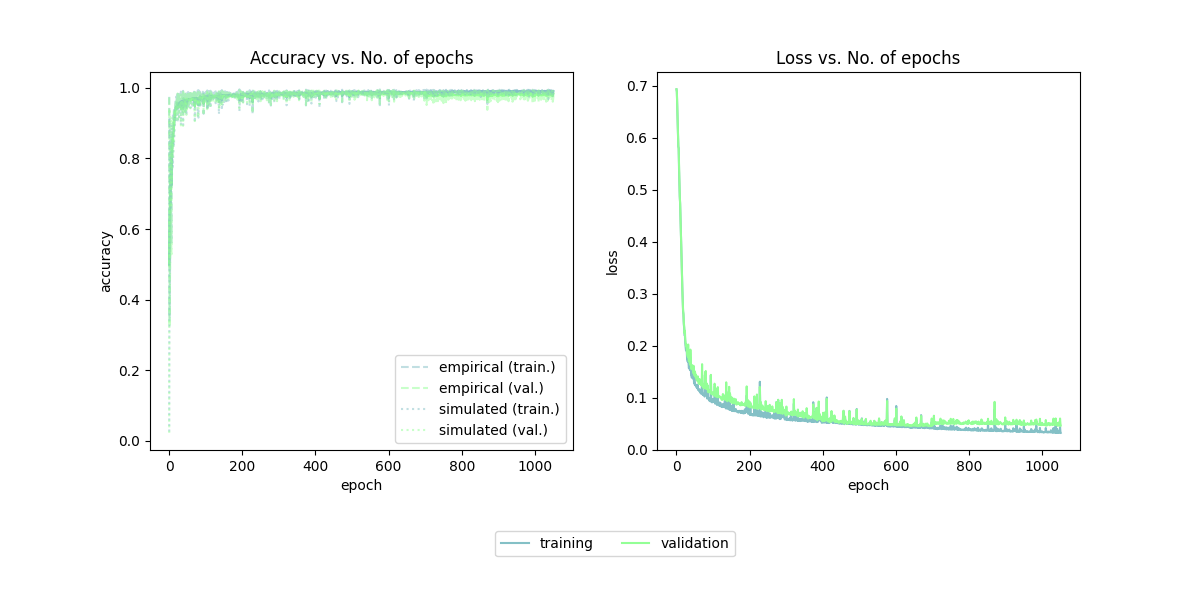 Accuracy vs. No. of epochs
1.0
0.8
0.6
0.4
0.2
0.0
accuracy
0
200
400
600
800
1000
epoch
empirical (train.)
empirical (val.)
simulated (train.)
simulated (val.)
Loss vs. No. of epochs
0.7
0.6
0.5
0.4
0.3
0.2
0.1
0.0
loss
0
200
400
600
800
1000
epoch
training
validation